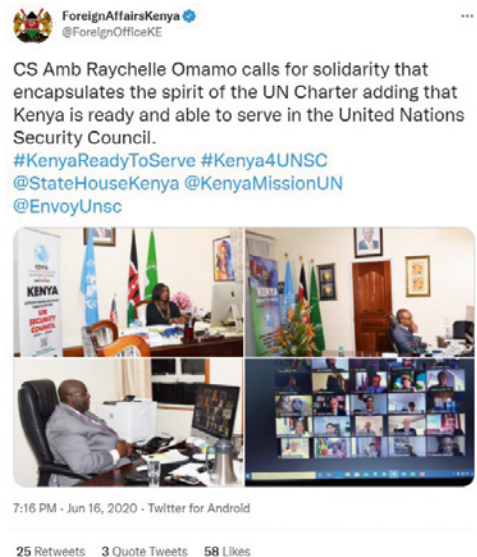 ForeignAffairsKenya
@ForeignOfficeKE
CS Amb Raychelle Omamo calls for solidarity that
encapsulates the spirit of the UN Charter adding that
Kenya is ready and able to serve in the United Nations
Security Council.
#KenyaReadyToServe #Kenya4UNSC
@StateHouseKenya @KenyaMissionUN
@EnvoyUnsc
KENYA
UN
SECURITY
COUNCIL
KENYA
7:16 PM · Jun 16, 2020 · Twitter for Android
25 Retweets 3 Quote Tweets 58 Likes